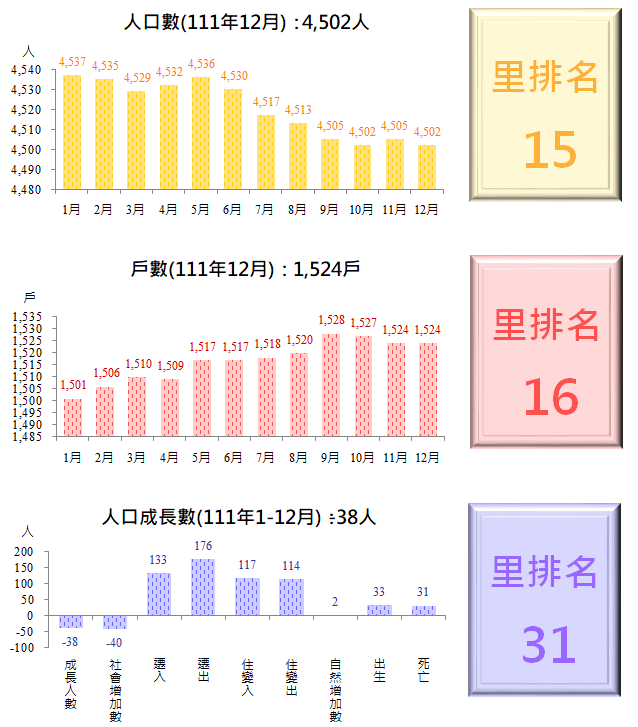 人口數(111年12月)：4,502人
人
4,540
4,530
4,520
4,510
4,500
4,490
4,480
4,537 4,535 4,529 4,532 4,536 4,530 4,517 4,513 4,505 4,502 4,505 4,502
1月 2月 3月 4月 5月 6月 7月 8月 9月 10月 11月 12月
里排名
15
戶數(111年12月)：1,524戶
戶
1,535
1,530
1,525
1,520
1,515
1,510
1,505
1,500
1,495
1,490
1,485
1,501 1,506 1,510 1,509 1,517 1,517 1,518 1,520 1,528 1,527 1,524 1,524
1月 2月 3月 4月 5月 6月 7月 8月 9月 10月 11月 12月
里排名
16
人口成長數(111年1-12月)：-38人
人
200
150
100
50
0
-50
-100
-38 -40 133 176 117 114 2 33 31
成長人數
社會增加數
遷入
遷出
住變入
住變出
自然增加數
出生
死亡
里排名
31